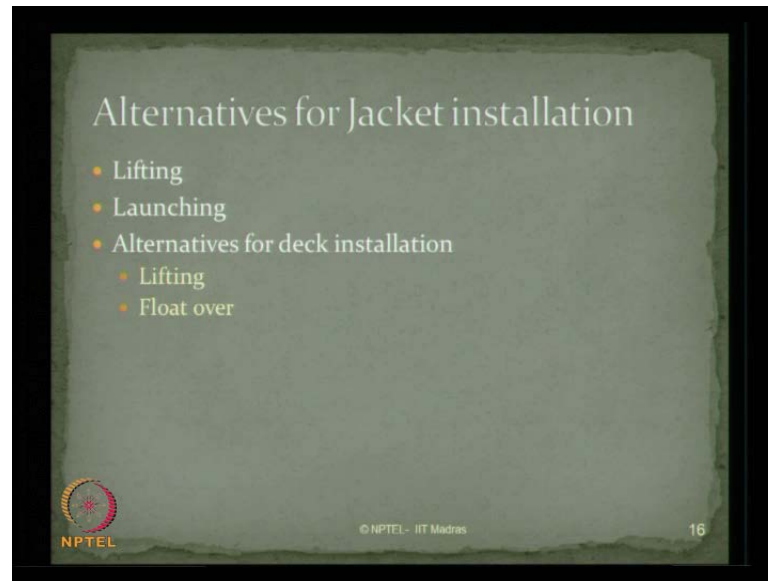 Alternatives for Jacket installation
• Lifting
• Launching
• Alternatives for deck installation
• Lifting
• Float over
NPTEL
© NPTEL- IIT Madras
16